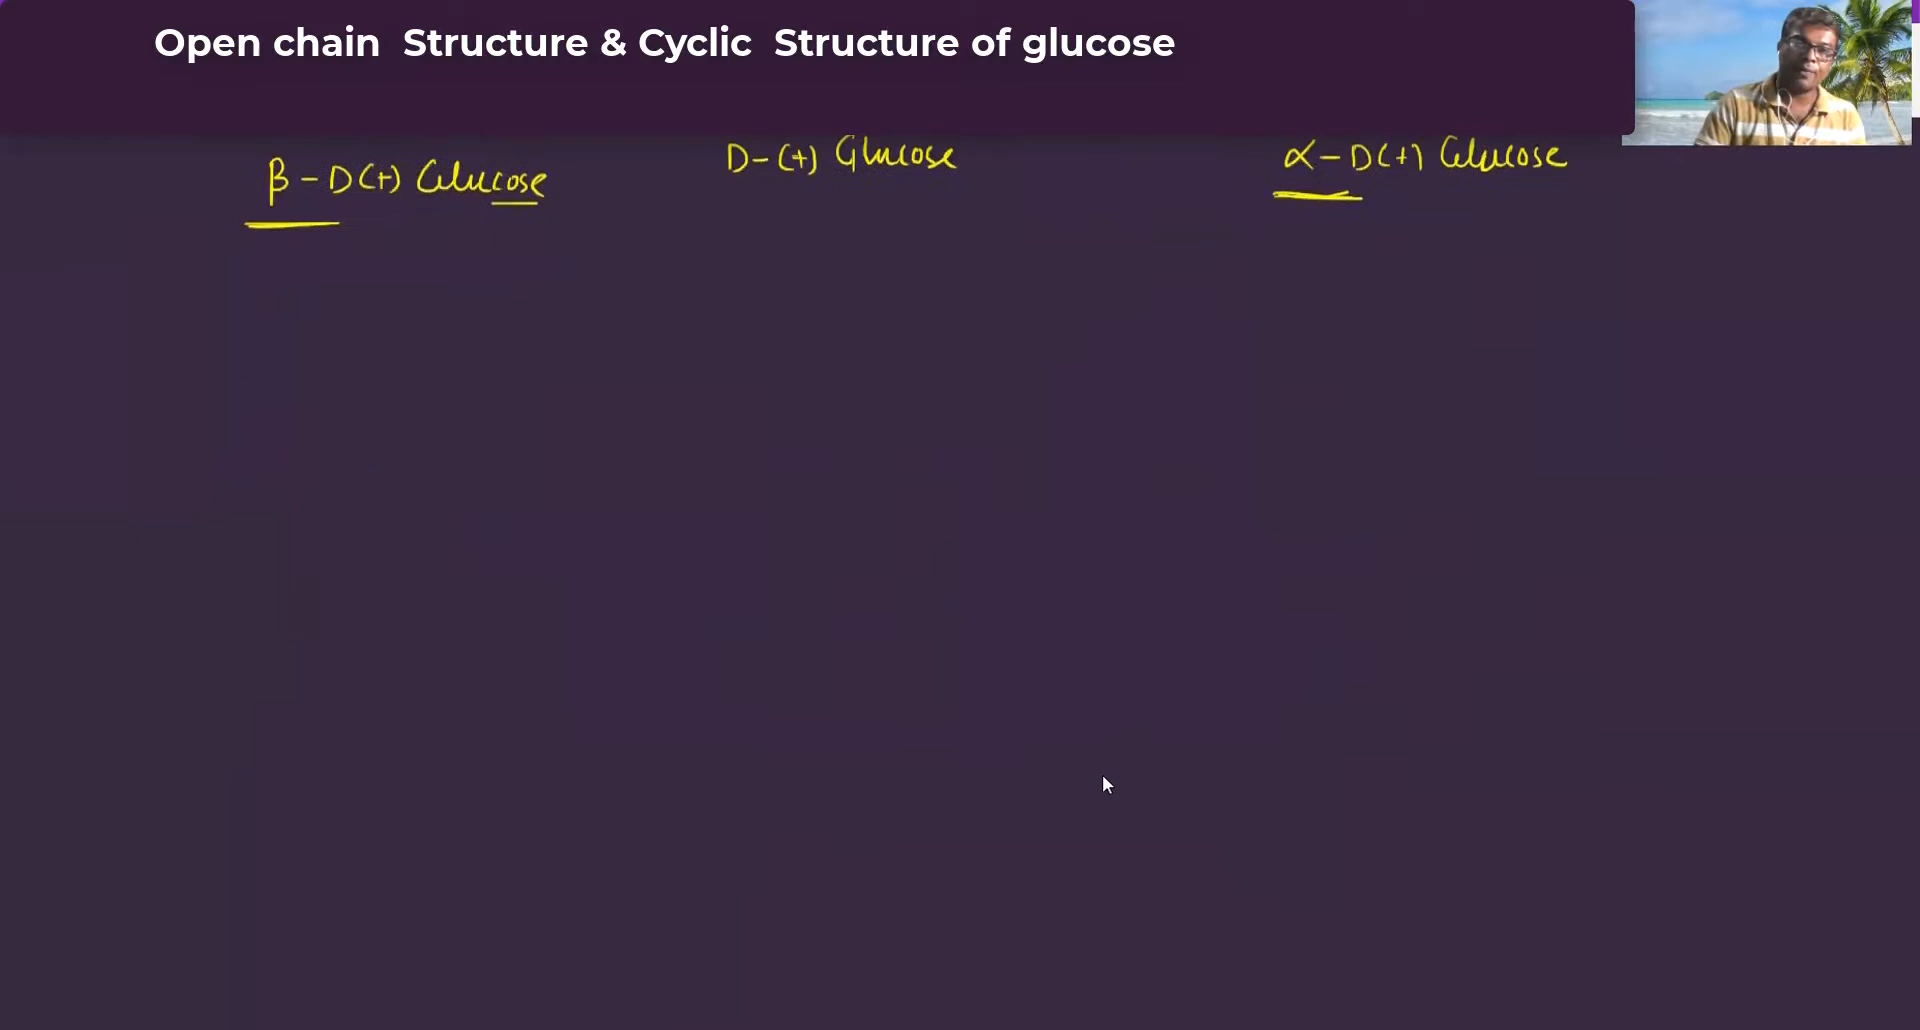 Open chain Structure & Cyclic Structure of glucose
β - D(+) Glucose
D-(+) Glucose
α - D(+) Glucose